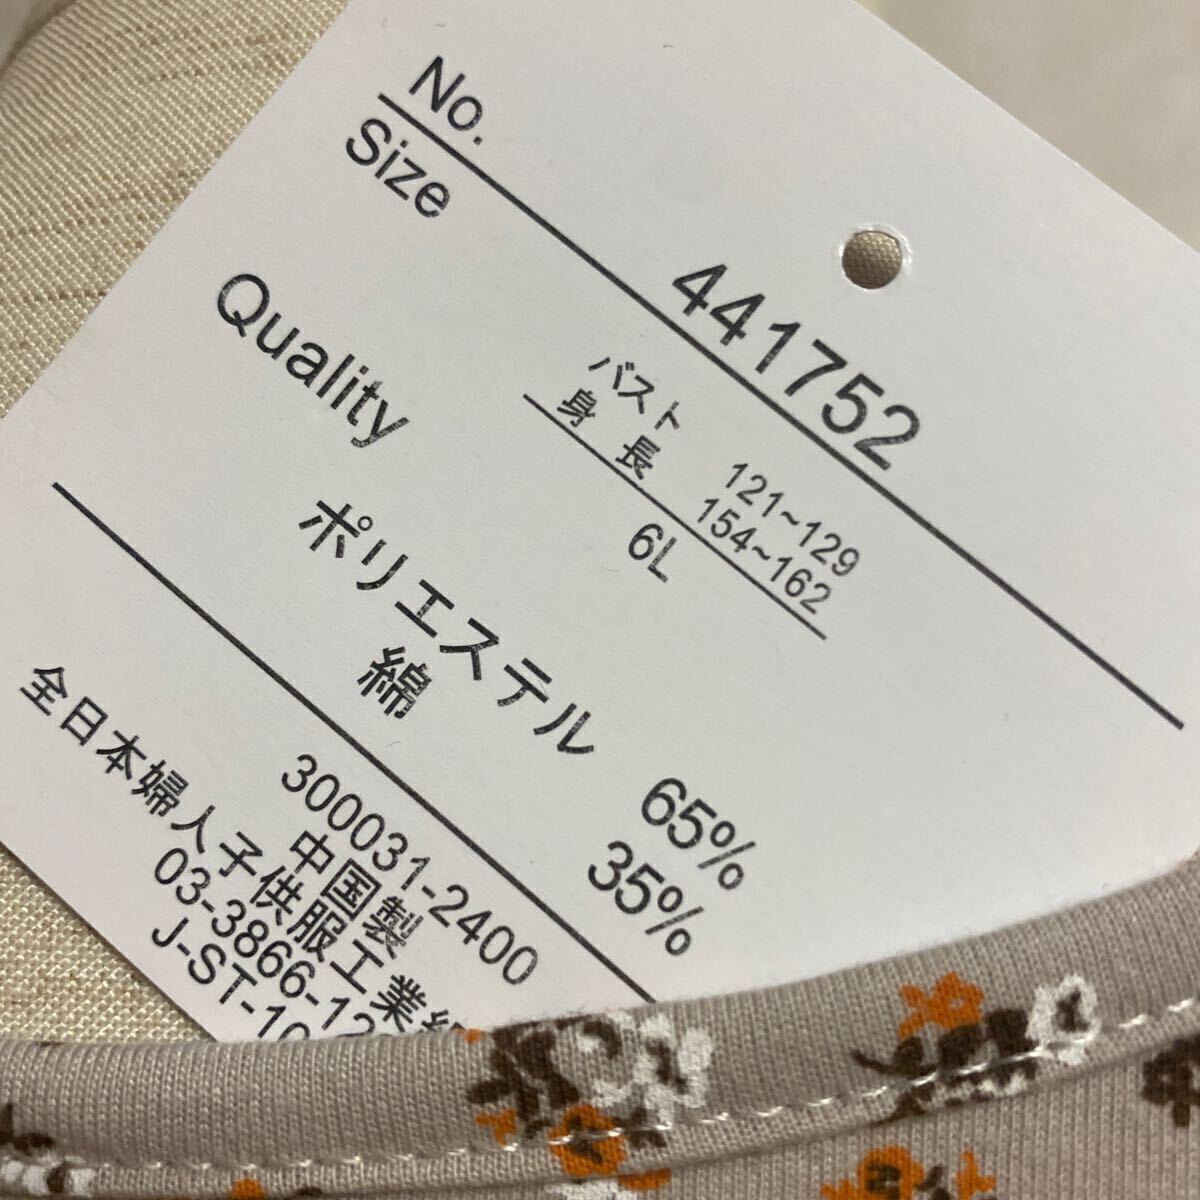 No. 441752
Size
バスト 121~129
身長 154~162
6L
Quality
ポリエステル 65%
綿 35%
300031-2400
中国製
全日本婦人子供服工業組
03-3866-12
J-ST-10